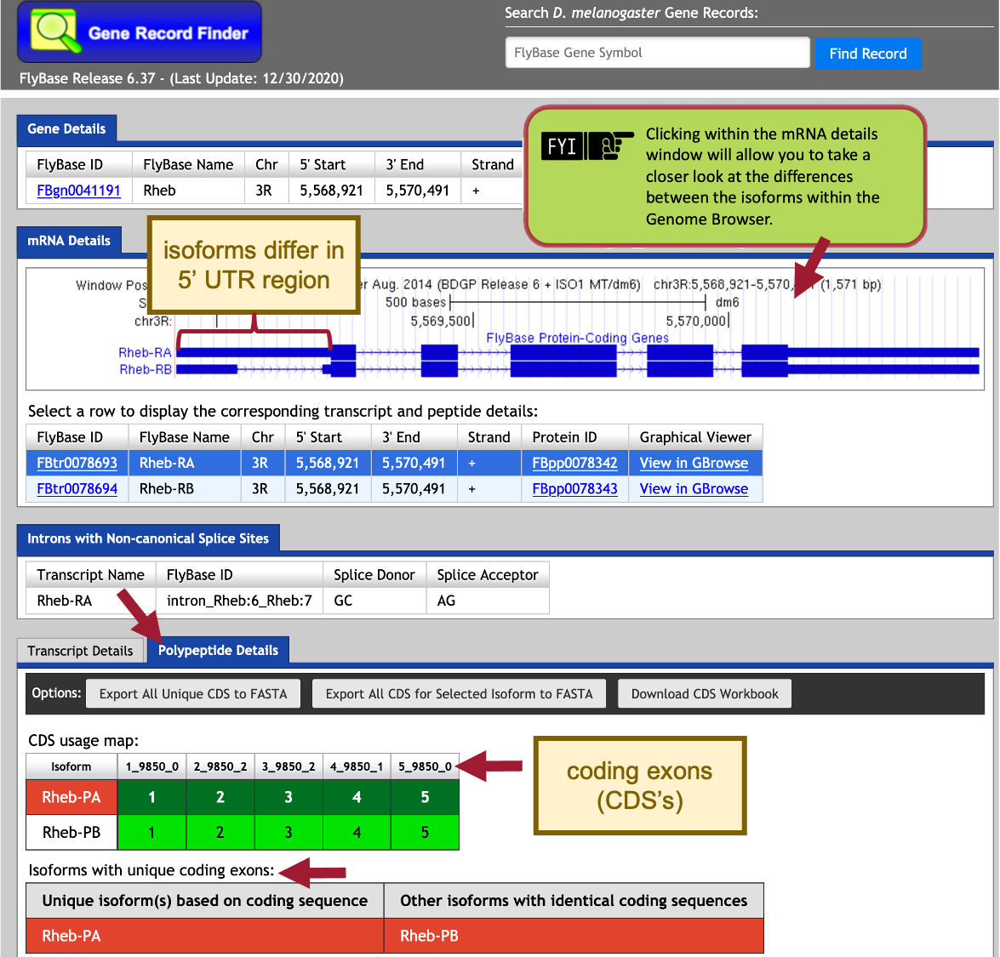 Gene Record Finder
Search D. melanogaster Gene Records:
FlyBase Gene Symbol
Find Record
FlyBase Release 6.37 - (Last Update: 12/30/2020)
Gene Details
FlyBase ID FlyBase Name Chr 5' Start 3' End Strand
FBgn0041191 Rheb 3R 5,568,921 5,570,491 +
FYI
Clicking within the mRNA details
window will allow you to take a
closer look at the differences
between the isoforms within the
Genome Browser.
mRNA Details
isoforms differ in
5’ UTR region
Window Pos er Aug. 2014 (BDGP Release 6 + ISO1 MT/dm6) chr3R:5,568,921-5,570, (1,571 bp)
S 500 bases dm6
chr3R: 5,569,500 5,570,000
FlyBase Protein-Coding Genes
Rheb-RA
Rheb-RB
Select a row to display the corresponding transcript and peptide details:
FlyBase ID FlyBase Name Chr 5' Start 3' End Strand Protein ID Graphical Viewer
FBtr0078693 Rheb-RA 3R 5,568,921 5,570,491 + FBpp0078342 View in GBrowse
FBtr0078694 Rheb-RB 3R 5,568,921 5,570,491 + FBpp0078343 View in GBrowse
Introns with Non-canonical Splice Sites
Transcript Name FlyBase ID Splice Donor Splice Acceptor
Rheb-RA intron_Rheb:6_Rheb:7 GC AG
Transcript Details Polypeptide Details
Options: Export All Unique CDS to FASTA Export All CDS for Selected Isoform to FASTA Download CDS Workbook
CDS usage map:
Isoform 1_9850_0 2_9850_2 3_9850_2 4_9850_1 5_9850_0
Rheb-PA 1 2 3 4 5
Rheb-PB 1 2 3 4 5
coding exons
(CDS’s)
Isoforms with unique coding exons:
Unique isoform(s) based on coding sequence Other isoforms with identical coding sequences
Rheb-PA Rheb-PB